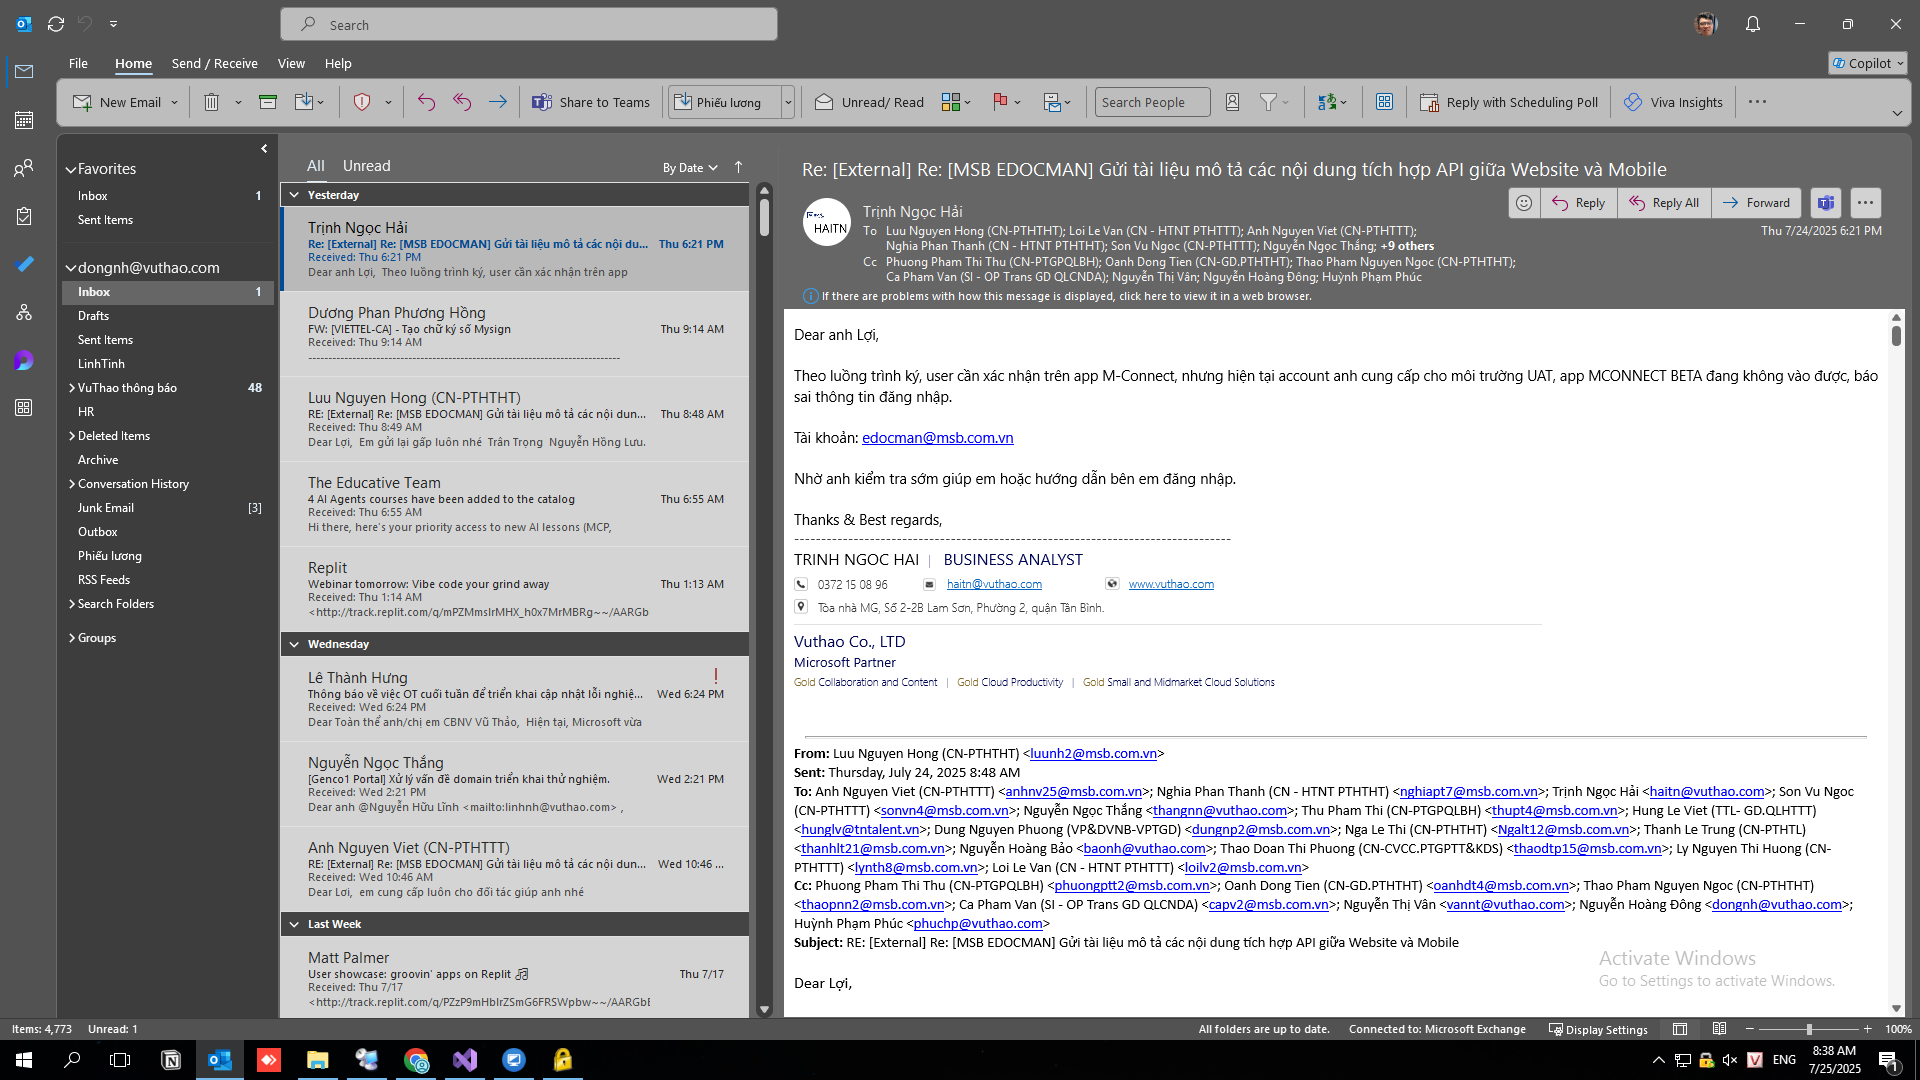 Search
File
Home
Send / Receive
View
Help
Copilot
New Email
Share to Teams
Phiếu lương
Unread/ Read
Search People
Reply with Scheduling Poll
Viva Insights
Favorites
Inbox 1
Sent Items
dongnh@vuthao.com
Inbox 1
Drafts
Sent Items
LinhTinh
VuThao thông báo 48
HR
Deleted Items
Archive
Conversation History
Junk Email [3]
Outbox
Phiếu lương
RSS Feeds
Search Folders
Groups
All Unread By Date
Yesterday
Trịnh Ngọc Hải
Re: [External] Re: [MSB EDOCMAN] Gửi tài liệu mô tả các nội du... Thu 6:21 PM
Received: Thu 6:21 PM
Dear anh Lợi, Theo luồng trình ký, user cần xác nhận trên app
Dương Phan Phương Hồng
FW: [VIETTEL-CA] - Tạo chữ ký số Mysign Thu 9:14 AM
Received: Thu 9:14 AM
Luu Nguyen Hong (CN-PTHTHT)
RE: [External] Re: [MSB EDOCMAN] Gửi tài liệu mô tả các nội dun... Thu 8:48 AM
Received: Thu 8:49 AM
Dear Lợi, Em gửi lại gấp luôn nhé Trân Trọng Nguyễn Hồng Lưu.
The Educative Team
4 AI Agents courses have been added to the catalog Thu 6:55 AM
Received: Thu 6:55 AM
Hi there, here's your priority access to new AI lessons (MCP,
Replit
Webinar tomorrow: Vibe code your grind away Thu 1:13 AM
Received: Thu 1:14 AM
<http://track.replit.com/q/mPZMmsIrMHX_h0x7MrMBRg~~/AARGb
Wednesday
Lê Thành Hưng
Thông báo về việc OT cuối tuần để triển khai cập nhật lỗi nghiệ... Wed 6:24 PM
Received: Wed 6:24 PM
Dear Toàn thể anh/chị em CBNV Vũ Thảo, Hiện tại, Microsoft vừa
Nguyễn Ngọc Thắng
[Genco1 Portal] Xử lý vấn đề domain triển khai thử nghiệm. Wed 2:21 PM
Received: Wed 2:21 PM
Dear anh @Nguyễn Hữu Lĩnh <mailto:linhnh@vuthao.com> ,
Anh Nguyen Viet (CN-PTHTTT)
RE: [External] Re: [MSB EDOCMAN] Gửi tài liệu mô tả các nội dun... Wed 10:46 ...
Received: Wed 10:46 AM
Dear Lợi, em cung cấp luôn cho đối tác giúp anh nhé
Last Week
Matt Palmer
User showcase: groovin' apps on Replit Thu 7/17
Received: Thu 7/17
<http://track.replit.com/q/PZzP9mHbIrZSmG6FRSWpbw~~/AARGbE
Re: [External] Re: [MSB EDOCMAN] Gửi tài liệu mô tả các nội dung tích hợp API giữa Website và Mobile
HAITN
Trịnh Ngọc Hải
Reply Reply All Forward
To Luu Nguyen Hong (CN-PTHTHT); Loi Le Van (CN - HTNT PTHTTT); Anh Nguyen Viet (CN-PTHTTT);
Thu 7/24/2025 6:21 PM
Nghia Phan Thanh (CN - HTNT PTHTHT); Son Vu Ngoc (CN-PTHTTT); Nguyễn Ngọc Thắng; +9 others
Cc Phuong Pham Thi Thu (CN-PTGPQLBH); Oanh Dong Tien (CN-GD.PTHTHT); Thao Pham Nguyen Ngoc (CN-PTHTHT);
Ca Pham Van (SI - OP Trans GD QLCNDA); Nguyễn Thị Vân; Nguyễn Hoàng Đông; Huỳnh Phạm Phúc
If there are problems with how this message is displayed, click here to view it in a web browser.
Dear anh Lợi,
Theo luồng trình ký, user cần xác nhận trên app M-Connect, nhưng hiện tại account anh cung cấp cho môi trường UAT, app MCONNECT BETA đang không vào được, báo
sai thông tin đăng nhập.
Tài khoản: edocman@msb.com.vn
Nhờ anh kiểm tra sớm giúp em hoặc hướng dẫn bên em đăng nhập.
Thanks & Best regards,
TRINH NGOC HAI | BUSINESS ANALYST
0372 15 08 96 haitn@vuthao.com www.vuthao.com
Tòa nhà MG, Số 2-2B Lam Sơn, Phường 2, quận Tân Bình.
Vuthao Co., LTD
Microsoft Partner
Gold Collaboration and Content | Gold Cloud Productivity | Gold Small and Midmarket Cloud Solutions
From: Luu Nguyen Hong (CN-PTHTHT) <luunh2@msb.com.vn>
Sent: Thursday, July 24, 2025 8:48 AM
To: Anh Nguyen Viet (CN-PTHTTT) <anhnv25@msb.com.vn>; Nghia Phan Thanh (CN - HTNT PTHTHT) <nghiapt7@msb.com.vn>; Trịnh Ngọc Hải <haitn@vuthao.com>; Son Vu Ngoc
(CN-PTHTTT) <sonvn4@msb.com.vn>; Nguyễn Ngọc Thắng <thangnn@vuthao.com>; Thu Pham Thi (CN-PTGPQLBH) <thupt4@msb.com.vn>; Hung Le Viet (TTL- GD.QLHTTT)
<hunglv@tntalent.vn>; Dung Nguyen Phuong (VP&DVNB-VPTGD) <dungnp2@msb.com.vn>; Nga Le Thi (CN-PTHTHT) <Ngalt12@msb.com.vn>; Thanh Le Trung (CN-PTHTL)
<thanhlt21@msb.com.vn>; Nguyễn Hoàng Bảo <baonh@vuthao.com>; Thao Doan Thi Phuong (CN-CVCC.PTGPTT&KDS) <thaodtp15@msb.com.vn>; Ly Nguyen Thi Huong (CN-
PTHTTT) <lynth8@msb.com.vn>; Loi Le Van (CN - HTNT PTHTTT) <loilv2@msb.com.vn>
Cc: Phuong Pham Thi Thu (CN-PTGPQLBH) <phuongptt2@msb.com.vn>; Oanh Dong Tien (CN-GD.PTHTHT) <oanhdt4@msb.com.vn>; Thao Pham Nguyen Ngoc (CN-PTHTHT)
<thaopnn2@msb.com.vn>; Ca Pham Van (SI - OP Trans GD QLCNDA) <capv2@msb.com.vn>; Nguyễn Thị Vân <vannt@vuthao.com>; Nguyễn Hoàng Đông <dongnh@vuthao.com>;
Huỳnh Phạm Phúc <phuchp@vuthao.com>
Subject: RE: [External] Re: [MSB EDOCMAN] Gửi tài liệu mô tả các nội dung tích hợp API giữa Website và Mobile
Dear Lợi,
Activate Windows
Go to Settings to activate Windows.
Items: 4,773 Unread: 1
All folders are up to date. Connected to: Microsoft Exchange Display Settings 100%
ENG
8:38 AM
7/25/2025
1